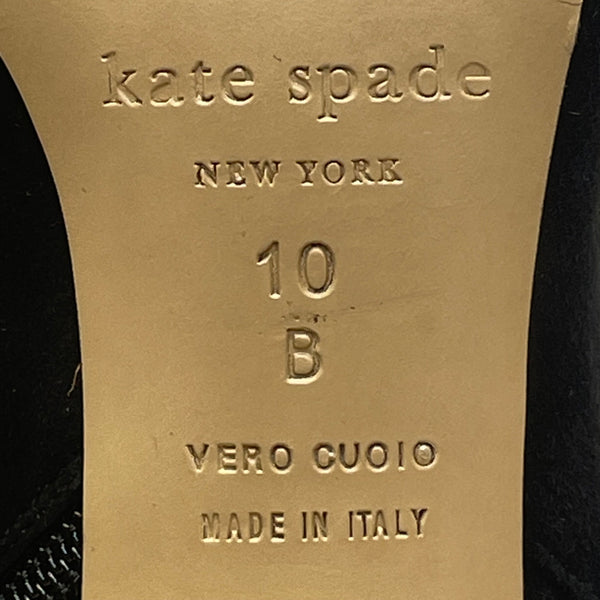 kate spade
NEW YORK
10
B
VERO CUOIO
MADE IN ITALY